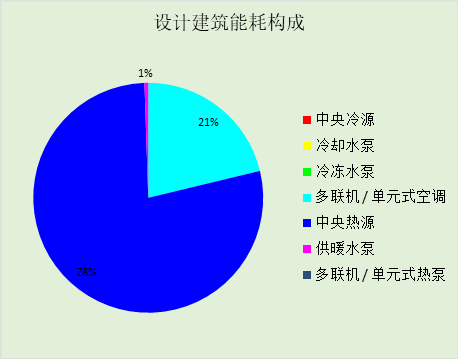 设计建筑能耗构成
1%
21%
78%
中央冷源
冷却水泵
冷冻水泵
多联机/单元式空调
中央热源
供暖水泵
多联机/单元式热泵